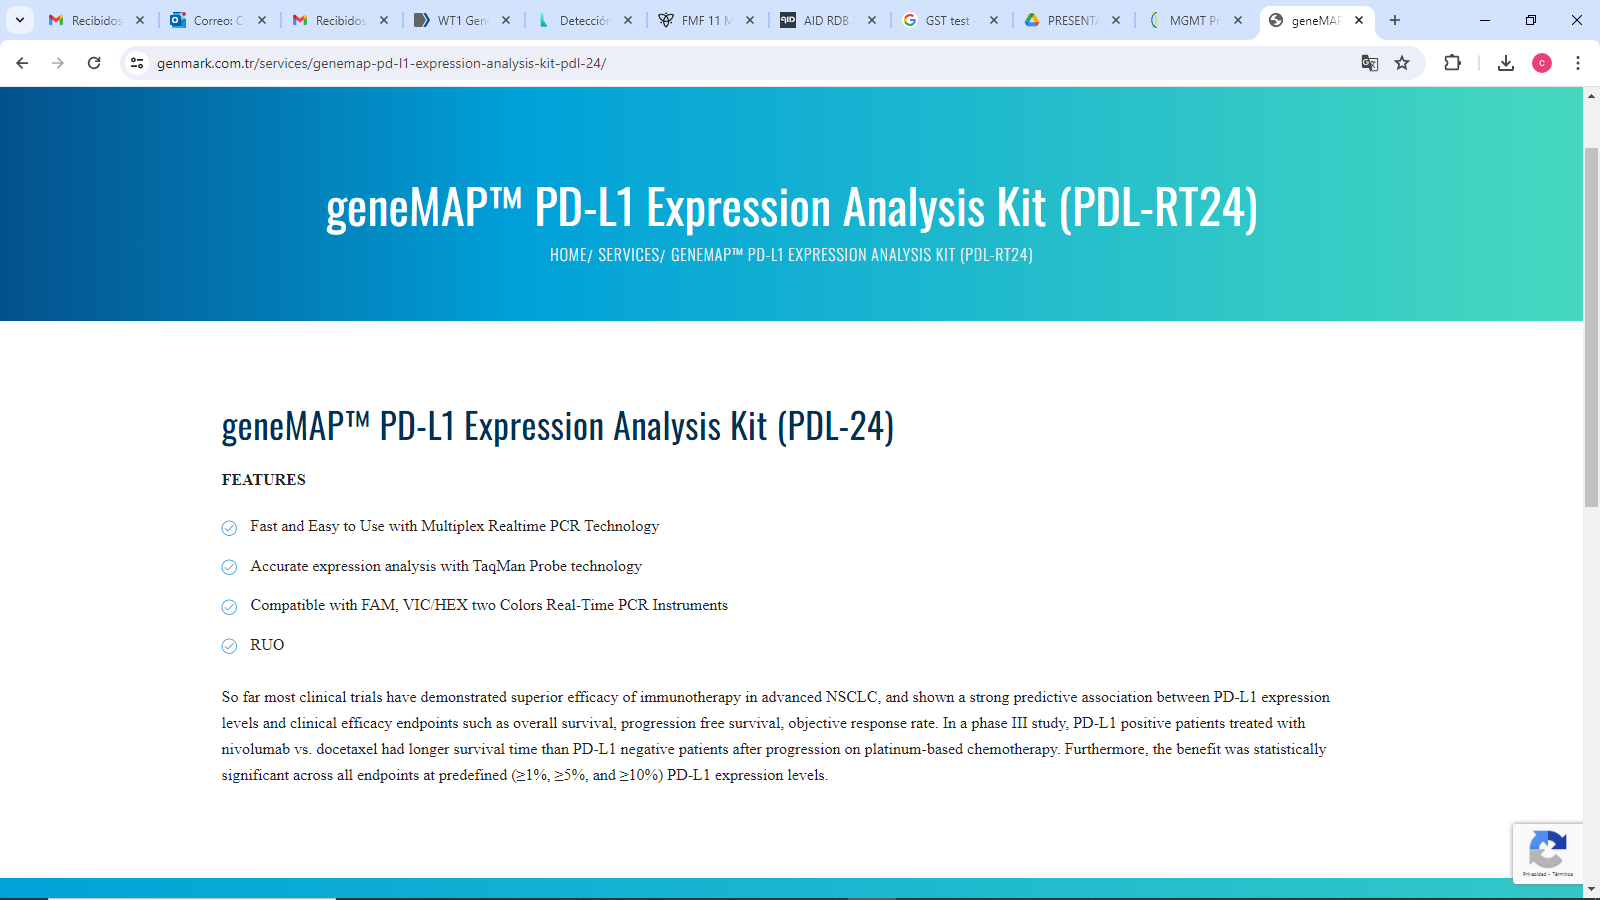 Recibidos
Correo: C
Recibidos
WT1 Gen
Detección
FMF 11 M
AID
AID RDB
GST test
PRESENTA
MGMT Pr
geneMAP
genmark.com.tr/services/genemap-pd-l1-expression-analysis-kit-pdl-24/
c
geneMAP™ PD-L1 Expression Analysis Kit (PDL-RT24)
HOME/ SERVICES/ GENEMAP™ PD-L1 EXPRESSION ANALYSIS KIT (PDL-RT24)
geneMAP™ PD-L1 Expression Analysis Kit (PDL-24)
FEATURES
Fast and Easy to Use with Multiplex Realtime PCR Technology
Accurate expression analysis with TaqMan Probe technology
Compatible with FAM, VIC/HEX two Colors Real-Time PCR Instruments
RUO
So far most clinical trials have demonstrated superior efficacy of immunotherapy in advanced NSCLC, and shown a strong predictive association between PD-L1 expression
levels and clinical efficacy endpoints such as overall survival, progression free survival, objective response rate. In a phase III study, PD-L1 positive patients treated with
nivolumab vs. docetaxel had longer survival time than PD-L1 negative patients after progression on platinum-based chemotherapy. Furthermore, the benefit was statistically
significant across all endpoints at predefined (≥1%, ≥5%, and ≥10%) PD-L1 expression levels.
Privacidad - Términos